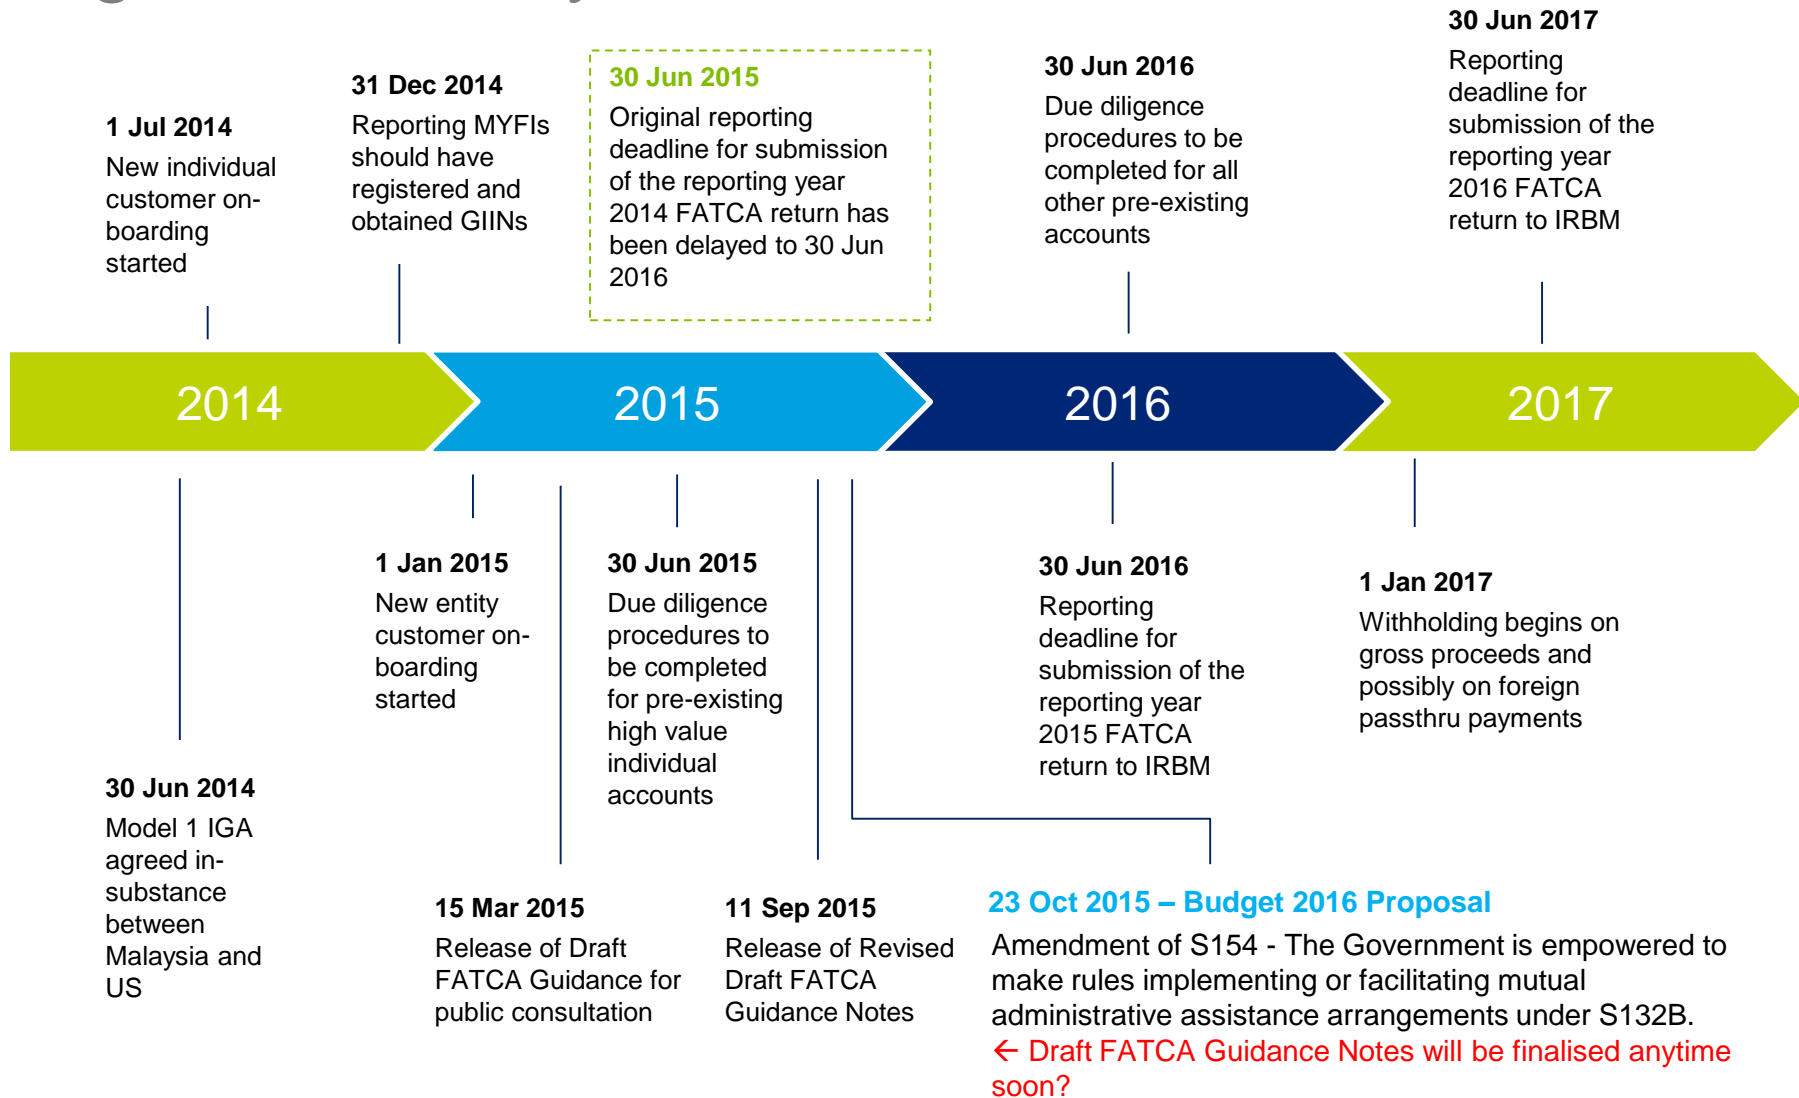 30 Jun 2017
Reporting
deadline for
submission of the
reporting year
2016 FATCA
return to IRBM
30 Jun 2016
Due diligence
procedures to be
completed for all
other pre-existing
accounts
30 Jun 2015
Original reporting
deadline for submission
of the reporting year
2014 FATCA return has
been delayed to 30 Jun
2016
31 Dec 2014
Reporting MYFIs
should have
registered and
obtained GIINs
1 Jul 2014
New individual
customer on-
boarding
started
2014
2015
2016
2017
30 Jun 2014
Model 1 IGA
agreed in-
substance
between
Malaysia and
US
1 Jan 2015
New entity
customer on-
boarding
started
15 Mar 2015
Release of Draft
FATCA Guidance for
public consultation
30 Jun 2015
Due diligence
procedures to
be completed
for pre-existing
high value
individual
accounts
11 Sep 2015
Release of Revised
Draft FATCA
Guidance Notes
30 Jun 2016
Reporting
deadline for
submission of the
reporting year
2015 FATCA
return to IRBM
1 Jan 2017
Withholding begins on
gross proceeds and
possibly on foreign
passthru payments
23 Oct 2015 – Budget 2016 Proposal
Amendment of S154 - The Government is empowered to
make rules implementing or facilitating mutual
administrative assistance arrangements under S132B.
← Draft FATCA Guidance Notes will be finalised anytime
soon?